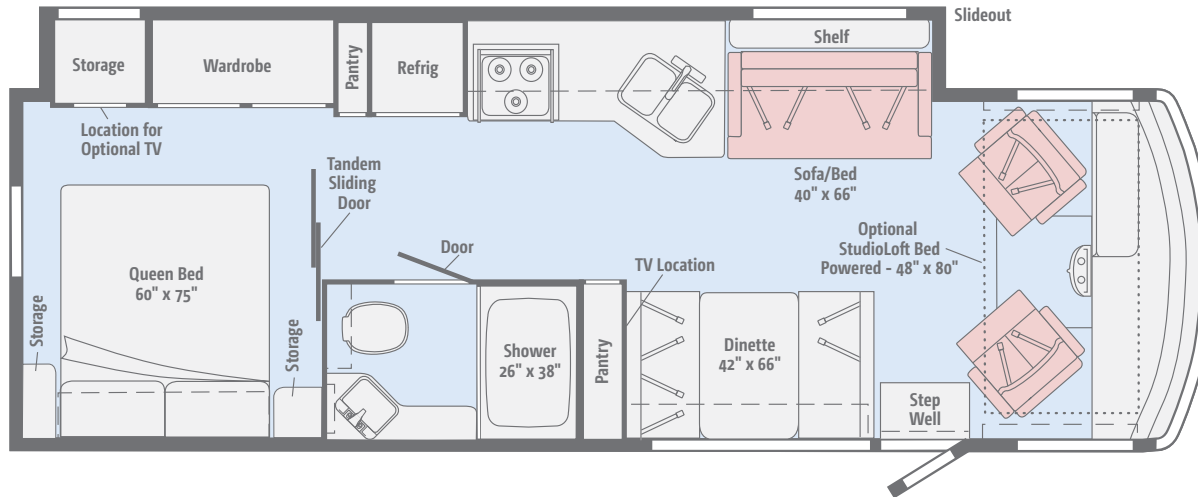 Slideout
Storage
Wardrobe
Pantry
Refrig
Shelf
Location for
Optional TV
Tandem
Sliding
Door
Sofa/Bed
40" x 66"
Optional
StudioLoft Bed
Powered - 48" x 80"
Door
TV Location
Queen Bed
60" x 75"
Storage
Storage
Shower
26" x 38"
Pantry
Dinette
42" x 66"
Step
Well